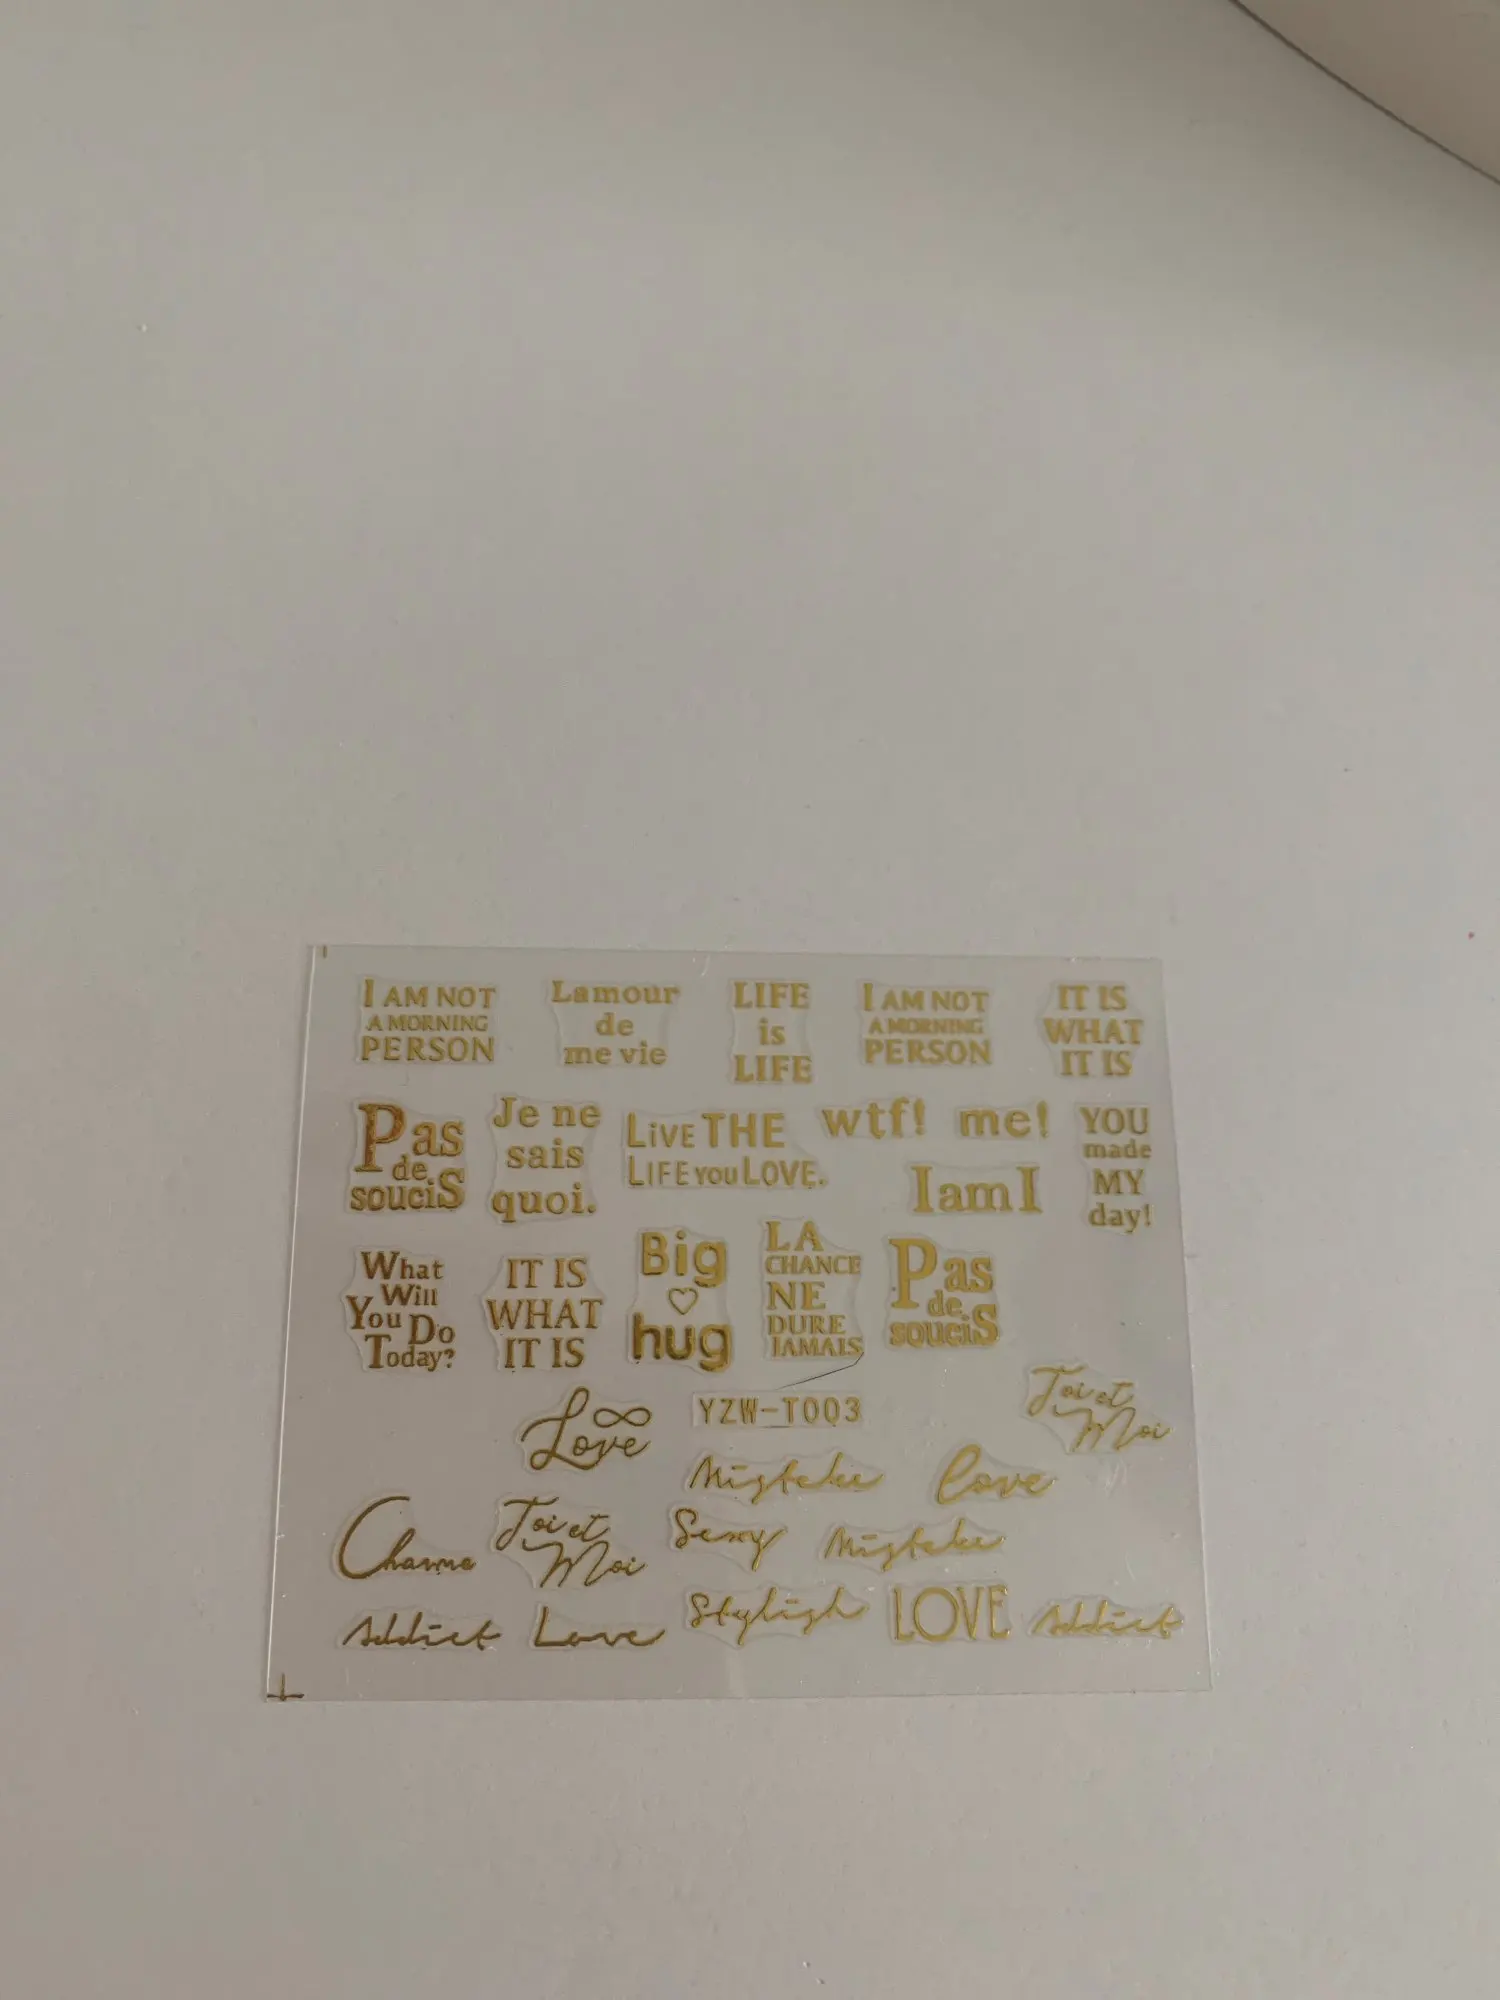 I AM NOT
A MORNING
PERSON
Lamour
de
me vie
LIFE
is
LIFE
I AM NOT
A MORNING
PERSON
IT IS
WHAT
IT IS
Pas
de
souciS
Je ne
sais
quoi.
LiVE THE
LIFE you LOVE.
wtf! me!
I am I
YOU
made
MY
day!
What
Will
You Do
Today?
IT IS
WHAT
IT IS
Big
hug
LA
CHANCE
NE
DURE
JAMAIS
Pas
de
souciS
Love
YZW-T003
Toi et
Moi
Mistake
Love
Charme
Toi et
Moi
Sexy
Mistake
Addict
Love
Stylish
LOVE
Addict